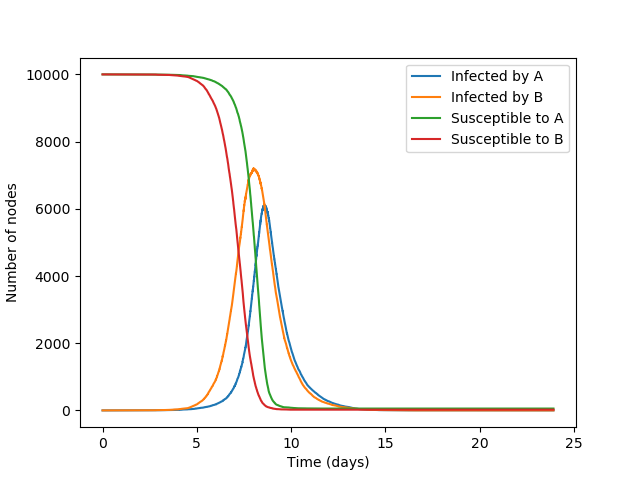 Infected by A
Infected by B
Susceptible to A
Susceptible to B
10000
8000
6000
4000
2000
0
Number of nodes
0 5 10 15 20 25
Time (days)